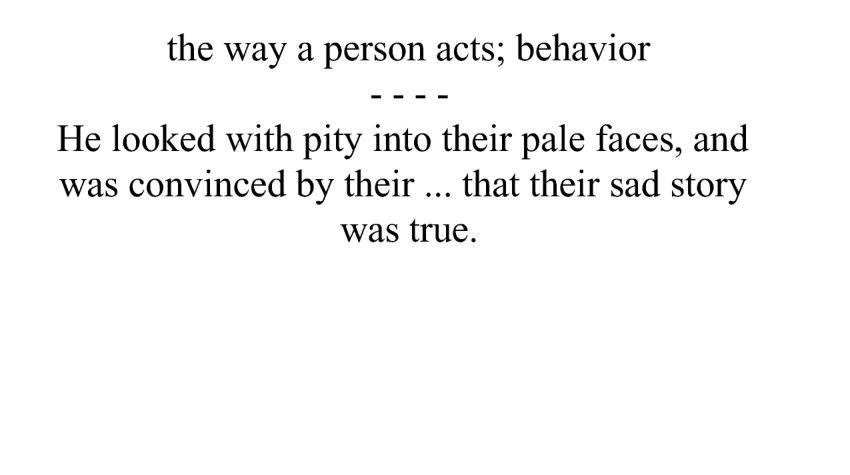 the way a person acts; behavior
- - - -
He looked with pity into their pale faces, and
was convinced by their ... that their sad story
was true.